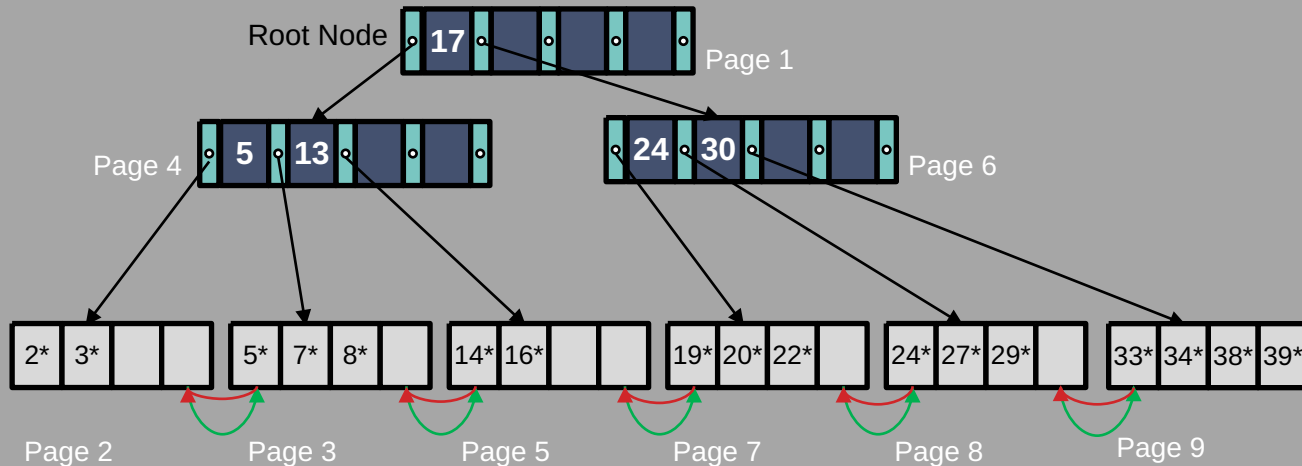 Root Node
17
Page 1
Page 4
5 13
24 30
Page 6
2* 3*
5* 7* 8*
14* 16*
19* 20* 22*
24* 27* 29*
33* 34* 38* 39*
Page 2
Page 3
Page 5
Page 7
Page 8
Page 9